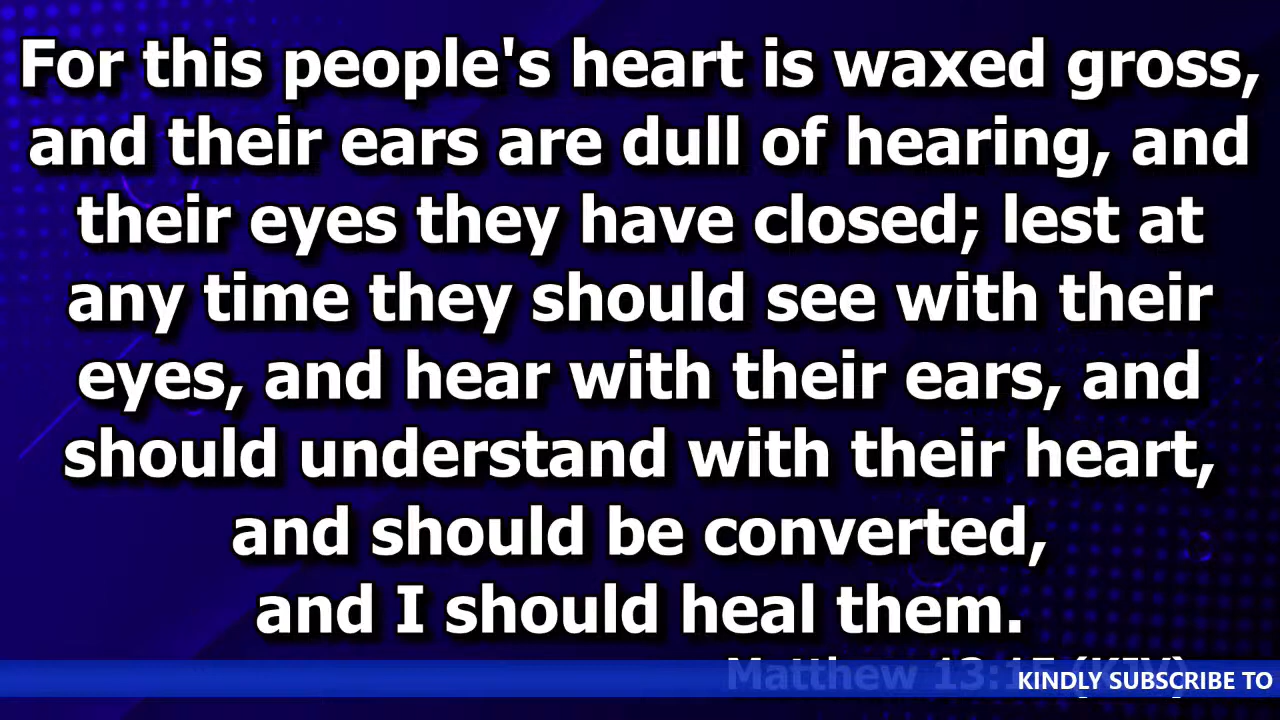 For this people's heart is waxed gross,
and their ears are dull of hearing, and
their eyes they have closed; lest at
any time they should see with their
eyes, and hear with their ears, and
should understand with their heart,
and should be converted,
and I should heal them.
Matthew 13:15 (KJV)
KINDLY SUBSCRIBE TO